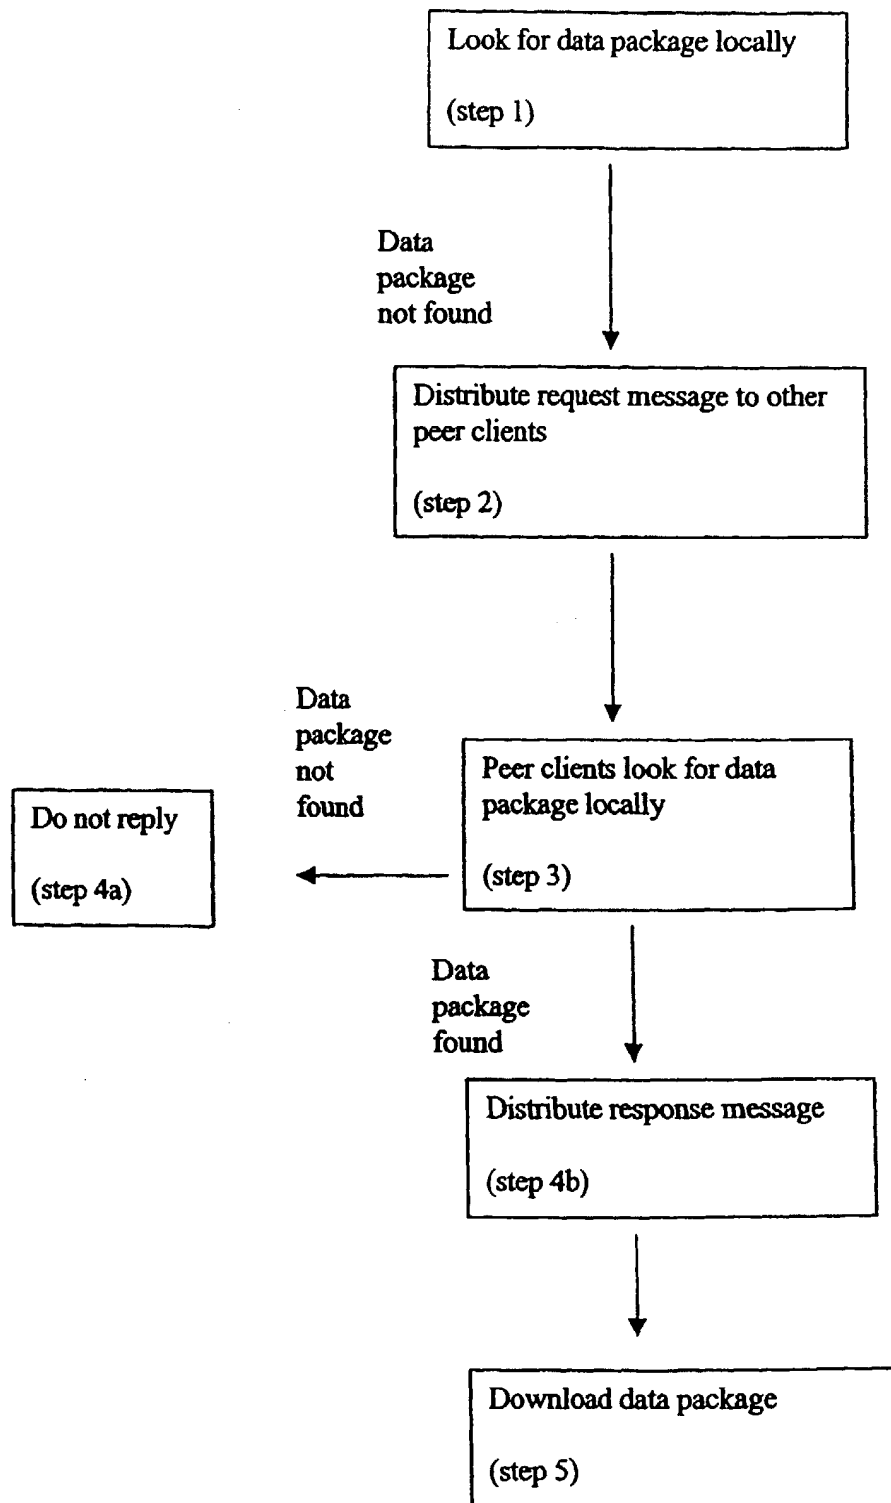 Look for data package locally
(step 1)
Data
package
not found
Distribute request message to other
peer clients
(step 2)
Data
package
not
found
Peer clients look for data
package locally
(step 3)
Do not reply
(step 4a)
Data
package
found
Distribute response message
(step 4b)
Download data package
(step 5)